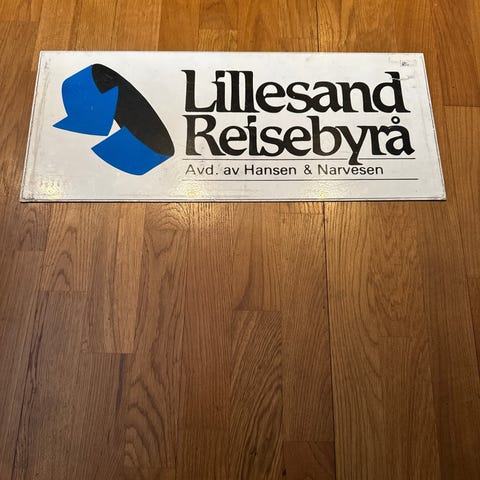 Lillesand
Reisebyrå
Avd. av Hansen & Narvesen